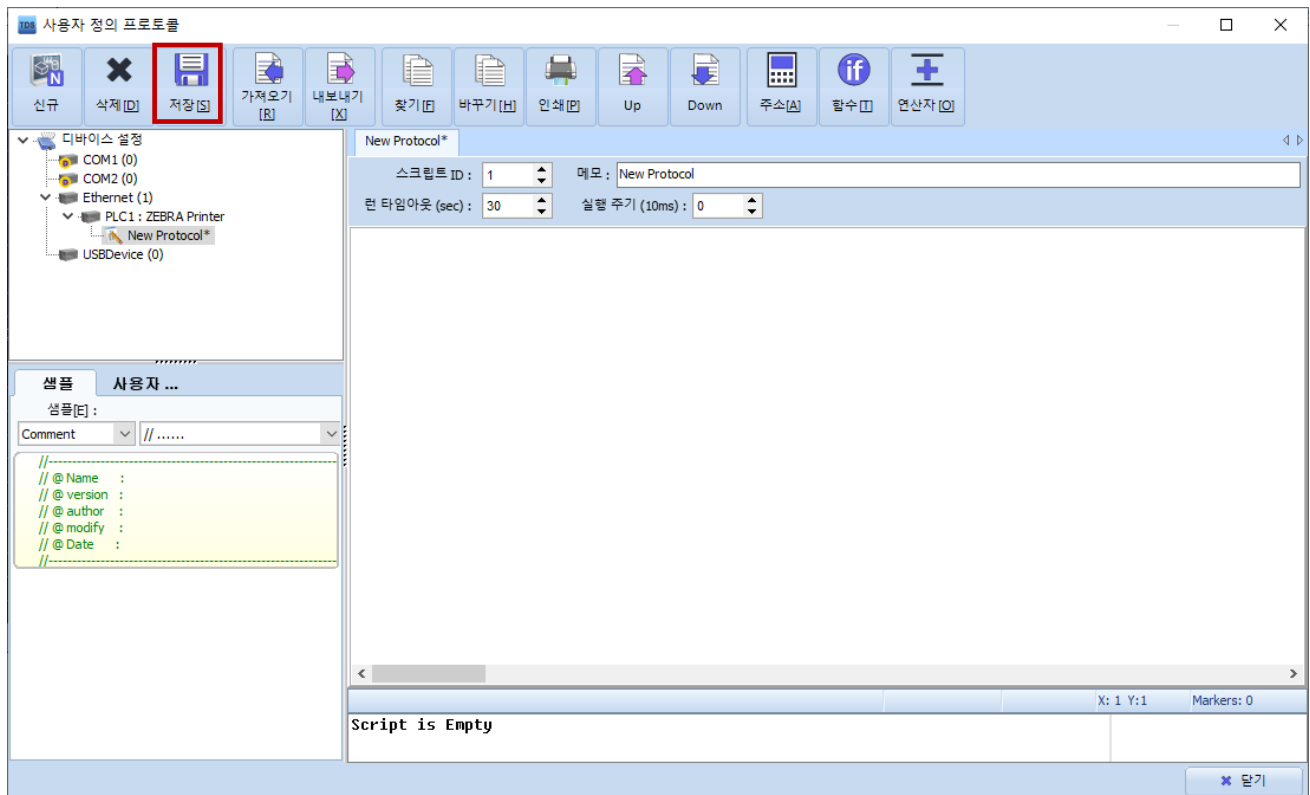 TDS 사용자 정의 프로토콜
신규
삭제[D]
저장[S]
가져오기
[R]
내보내기
[X]
찾기[F]
바꾸기[H]
인쇄[P]
Up
Down
주소[A]
함수[T]
연산자[O]
디바이스 설정
COM1 (0)
COM2 (0)
Ethernet (1)
PLC1 : ZEBRA Printer
New Protocol*
USBDevice (0)
New Protocol*
스크립트 ID : 1
메모 : New Protocol
런 타임아웃 (sec) : 30
실행 주기 (10ms) : 0
샘플
사용자 ...
샘플[E] :
Comment
// ......
//----------------------------------------------------------------
// @ Name :
// @ version :
// @ author :
// @ modify :
// @ Date :
//----------------------------------------------------------------
X: 1 Y:1
Markers: 0
Script is Empty
닫기